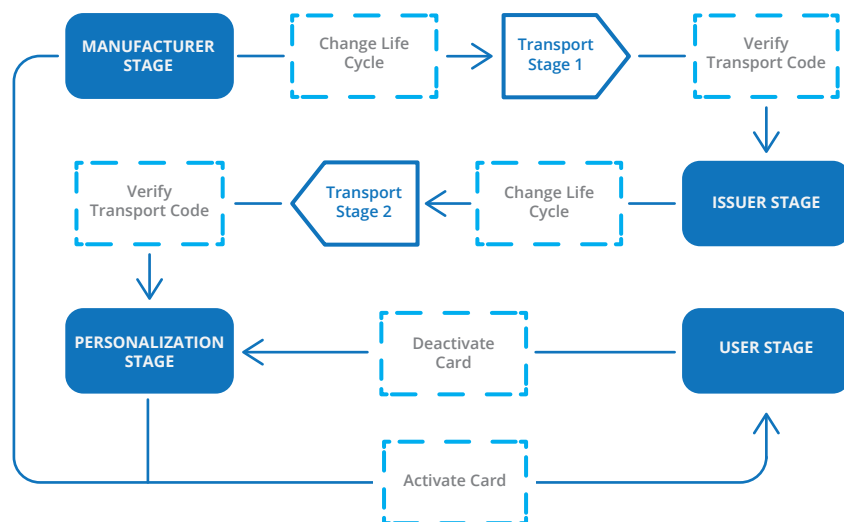 MANUFACTURER
STAGE
Change Life
Cycle
Transport
Stage 1
Verify
Transport Code
Verify
Transport Code
Transport
Stage 2
Change Life
Cycle
ISSUER STAGE
PERSONALIZATION
STAGE
Deactivate
Card
USER STAGE
Activate Card